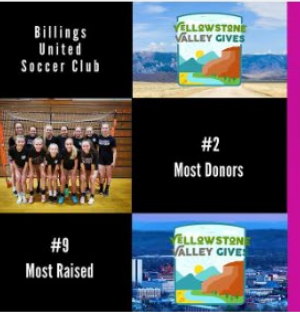 Billings
United
Soccer Club
YELLOWSTONE
VALLEY GIVES
#2
Most Donors
#9
Most Raised
YELLOWSTONE
VALLEY GIVES